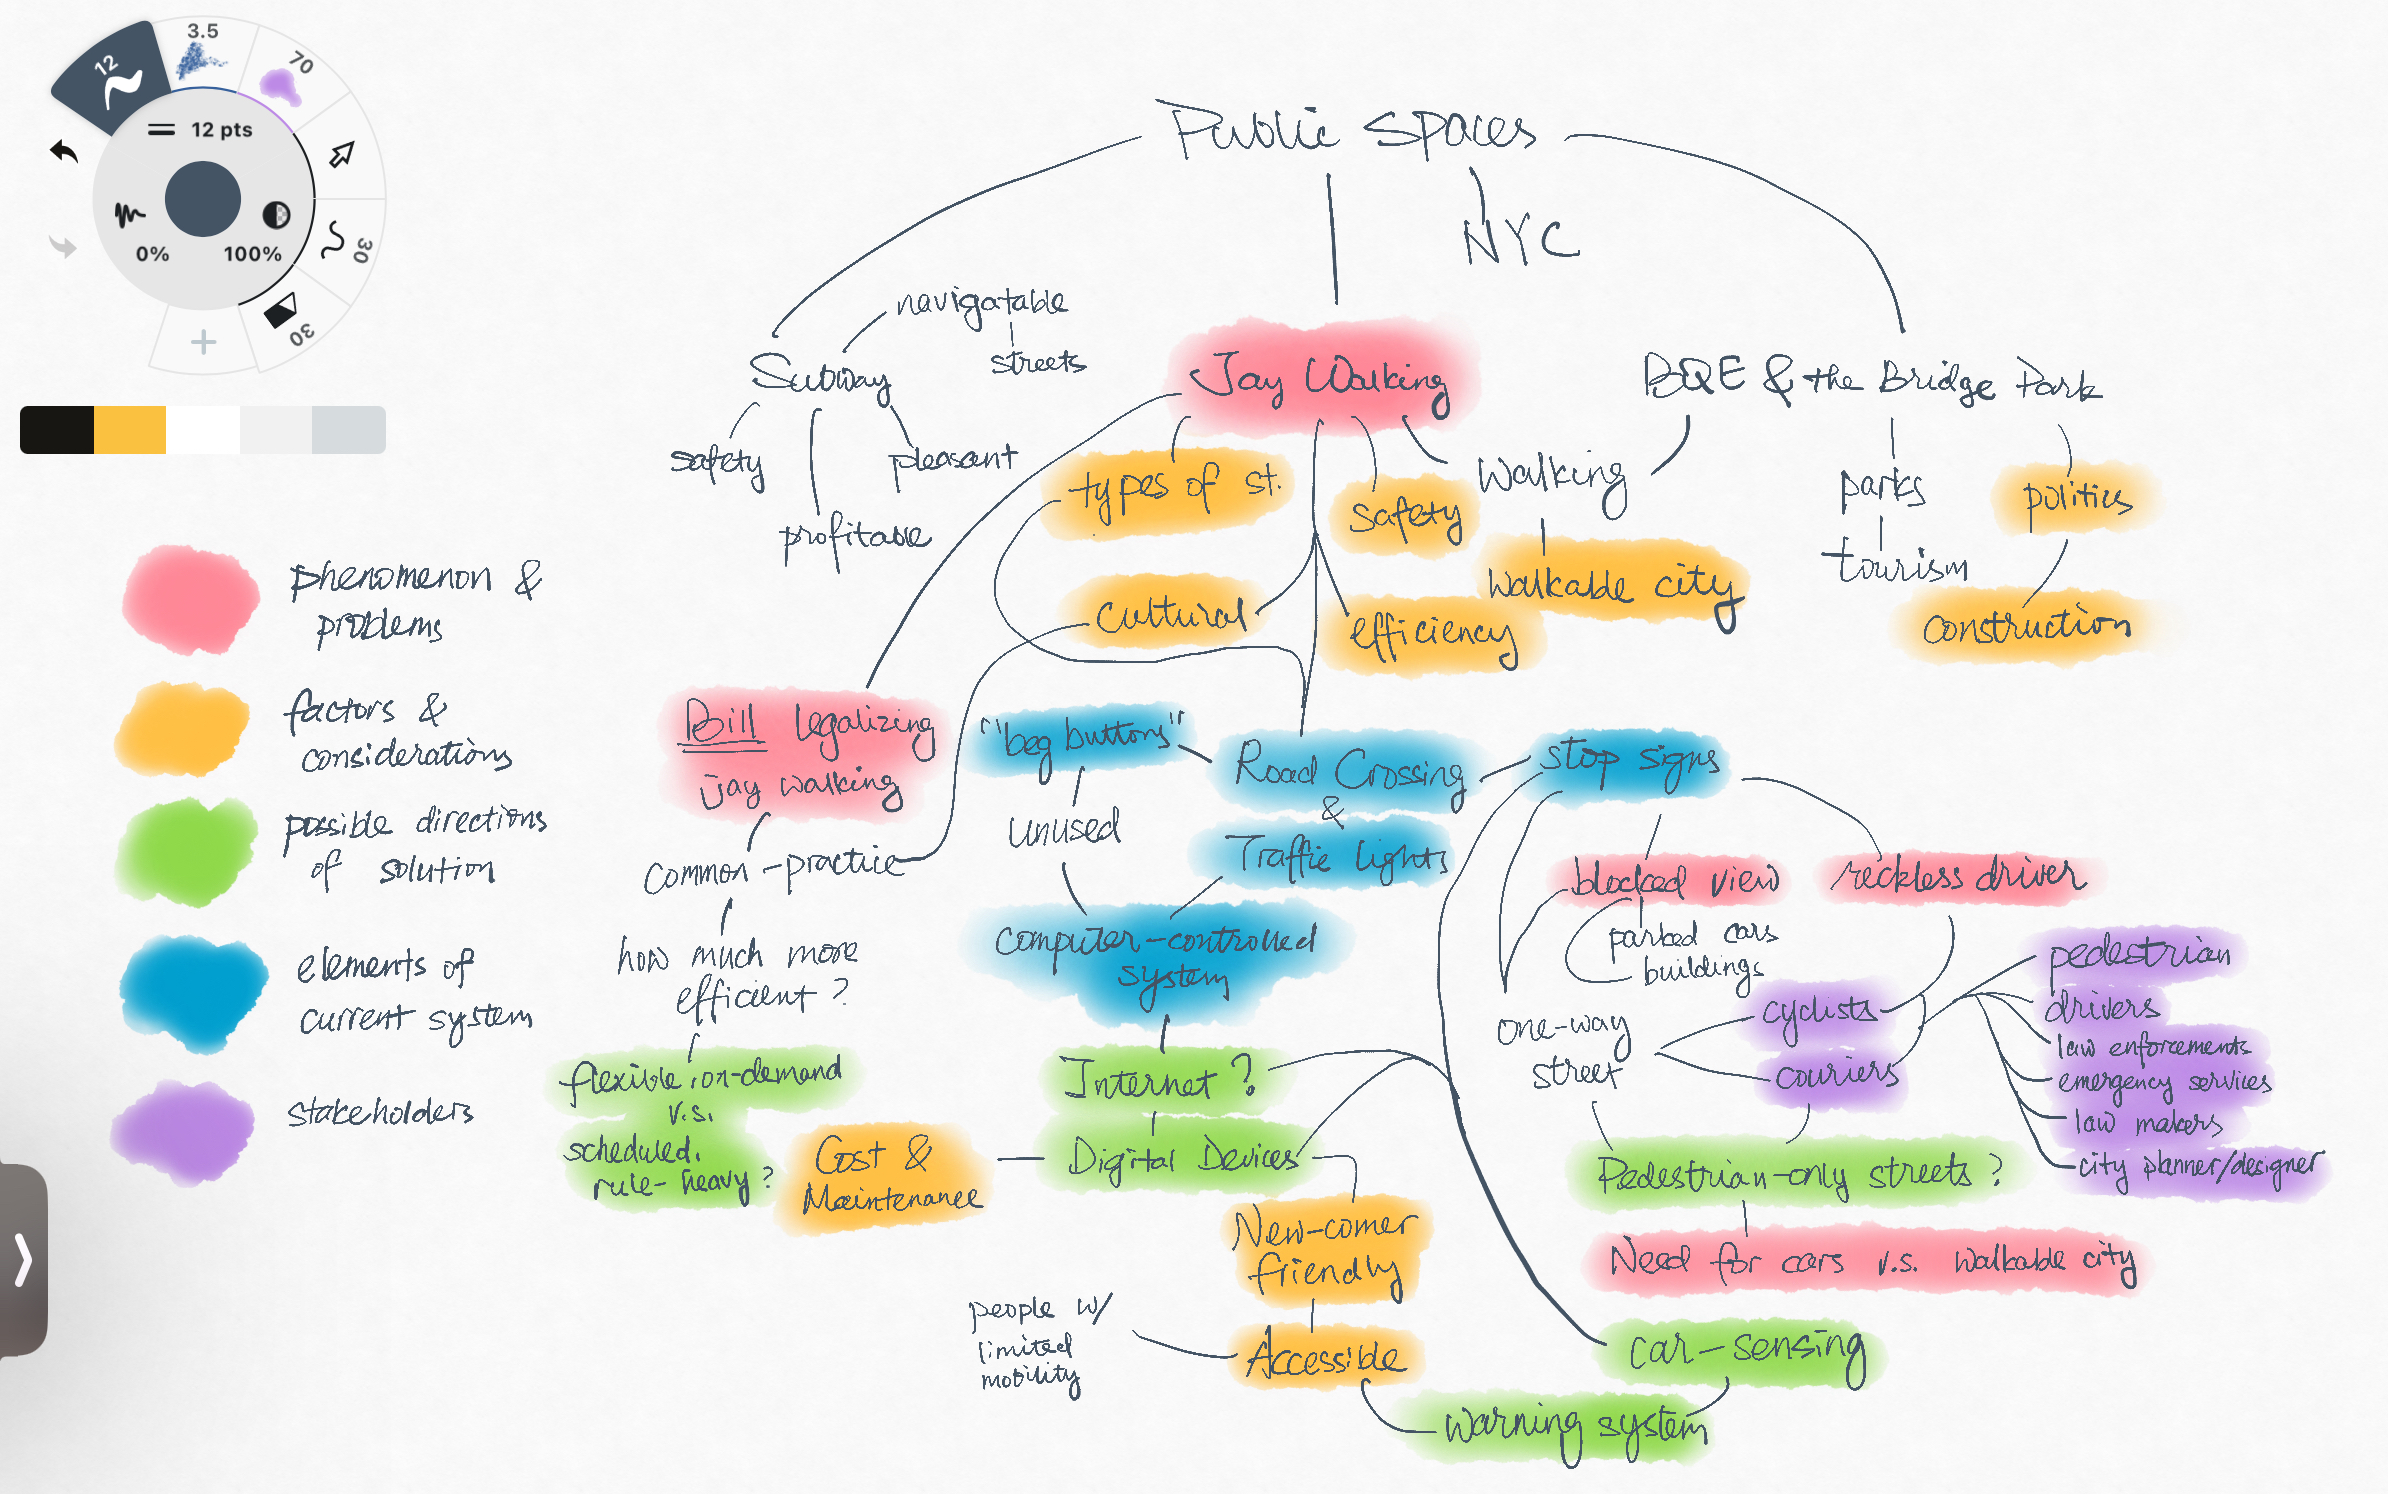 3.5
12
70
12 pts
0%
100%
30
30
phenomenon &
problems
factors &
considerations
possible directions
of solution
elements of
current system
stakeholders
Public Spaces
NYC
navigatable
streets
Subway
safety
pleasant
profitable
Jay Walking
types of st.
safety
Walking
walkable city
cultural
efficiency
BQE & the Bridge Park
parks
tourism
politics
construction
Bill legalizing
jay walking
common-practice
how much more
efficient?
flexible, on-demand
v.s.
scheduled,
rule-heavy?
"beg buttons"
unused
Road Crossing
&
Traffic lights
computer-controlled
system
Internet?
Digital Devices
Cost &
Maintenance
New-comer
friendly
Accessible
people w/
limited
mobility
stop signs
blocked view
parked cars
buildings
reckless driver
one-way
street
cyclists
couriers
pedestrian
drivers
law enforcements
emergency services
law makers
city planner/designer
Pedestrian-only streets?
Need for cars v.s. walkable city
car-sensing
warning system